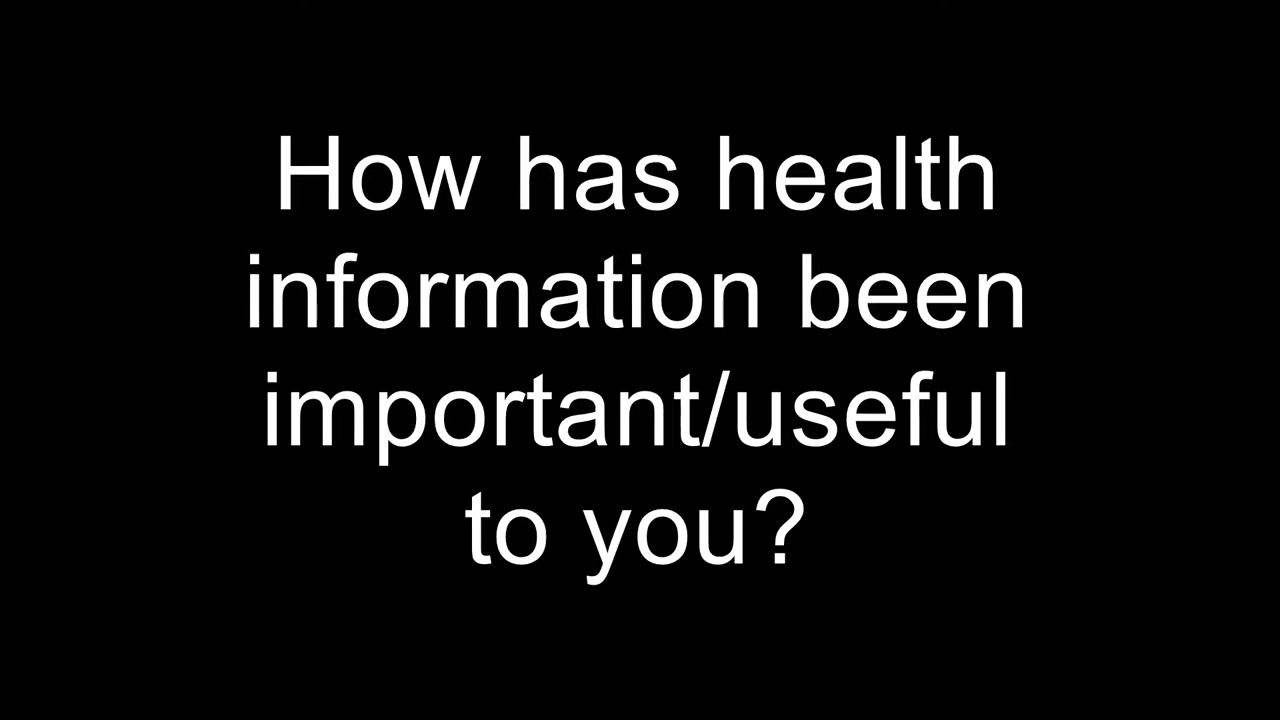 How has health
information been
important/useful
to you?